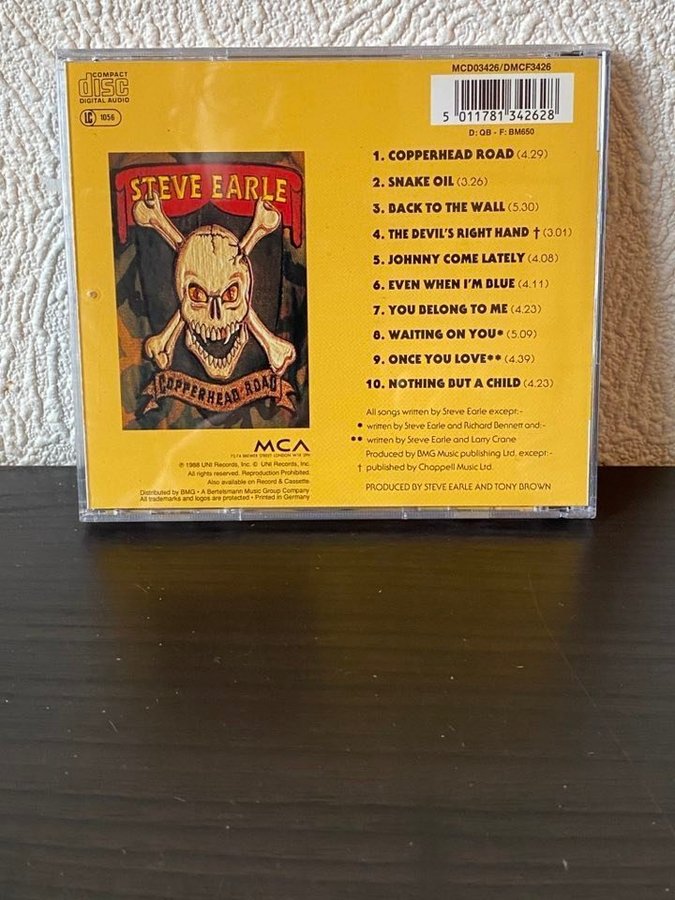 COMPACT
disc
DIGITAL AUDIO
LC 1056
MCD03426/DMCF3426
5 011781 342628
D: QB - F: BM650
STEVE EARLE
COPPERHEAD ROAD
1. COPPERHEAD ROAD (4.29)
2. SNAKE OIL (3.26)
3. BACK TO THE WALL (5.30)
4. THE DEVIL'S RIGHT HAND † (3.01)
5. JOHNNY COME LATELY (4.08)
6. EVEN WHEN I'M BLUE (4.11)
7. YOU BELONG TO ME (4.23)
8. WAITING ON YOU* (5.09)
9. ONCE YOU LOVE** (4.39)
10. NOTHING BUT A CHILD (4.23)
All songs written by Steve Earle except:-
* written by Steve Earle and Richard Bennett and:-
** written by Steve Earle and Larry Crane
Produced by BMG Music publishing Ltd. except:-
† published by Chappell Music Ltd.
PRODUCED BY STEVE EARLE AND TONY BROWN
MCA
72/74 BREWER STREET LONDON W1R 3PH
℗ 1988 UNI Records, Inc. © UNI Records, Inc.
All rights reserved. Reproduction Prohibited.
Also available on Record & Cassette.
Distributed by BMG • A Bertelsmann Music Group Company
All trademarks and logos are protected • Printed in Germany